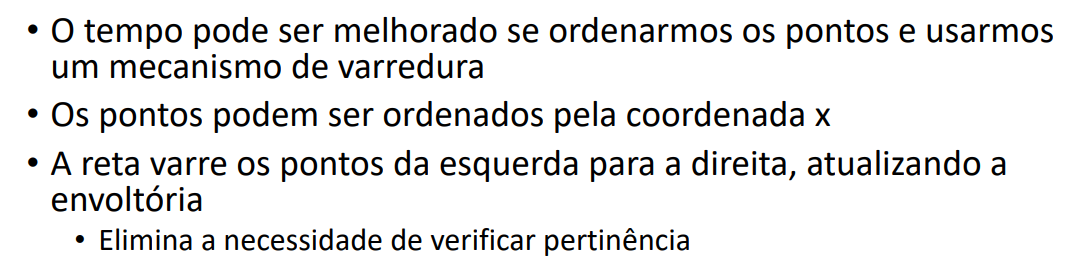 • O tempo pode ser melhorado se ordenarmos os pontos e usarmos
um mecanismo de varredura
• Os pontos podem ser ordenados pela coordenada x
• A reta varre os pontos da esquerda para a direita, atualizando a
envoltória
• Elimina a necessidade de verificar pertinência